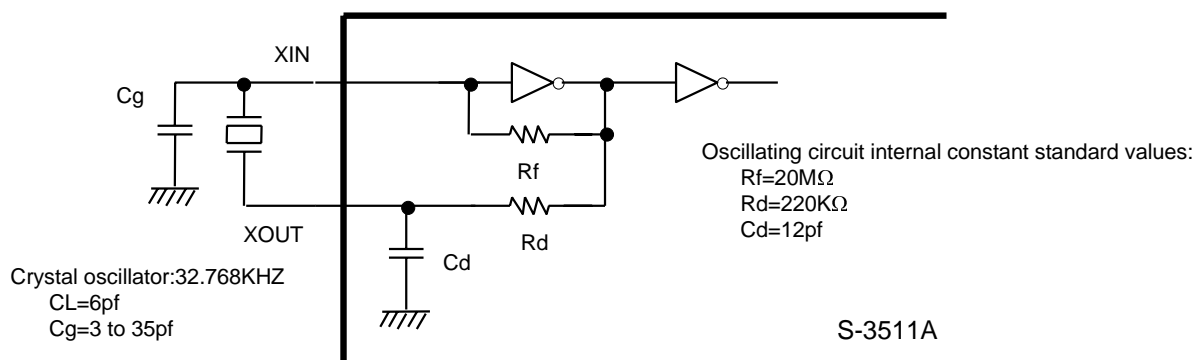 XIN
Cg
Rf
Oscillating circuit internal constant standard values:
Rf=20MΩ
Rd=220KΩ
Cd=12pf
XOUT
Rd
Cd
Crystal oscillator:32.768KHZ
CL=6pf
Cg=3 to 35pf
S-3511A